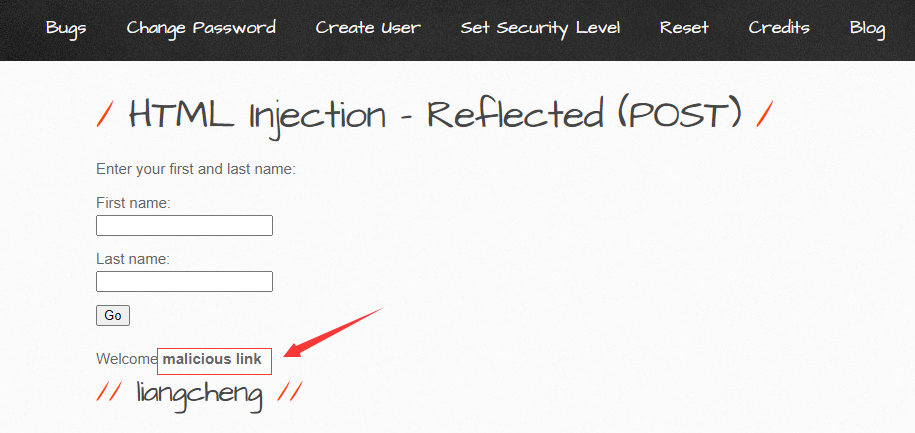 Bugs Change Password Create User Set Security Level Reset Credits Blog
/ HTML Injection - Reflected (POST) /
Enter your first and last name:
First name:
Last name:
Go
Welcome malicious link
// liangcheng //